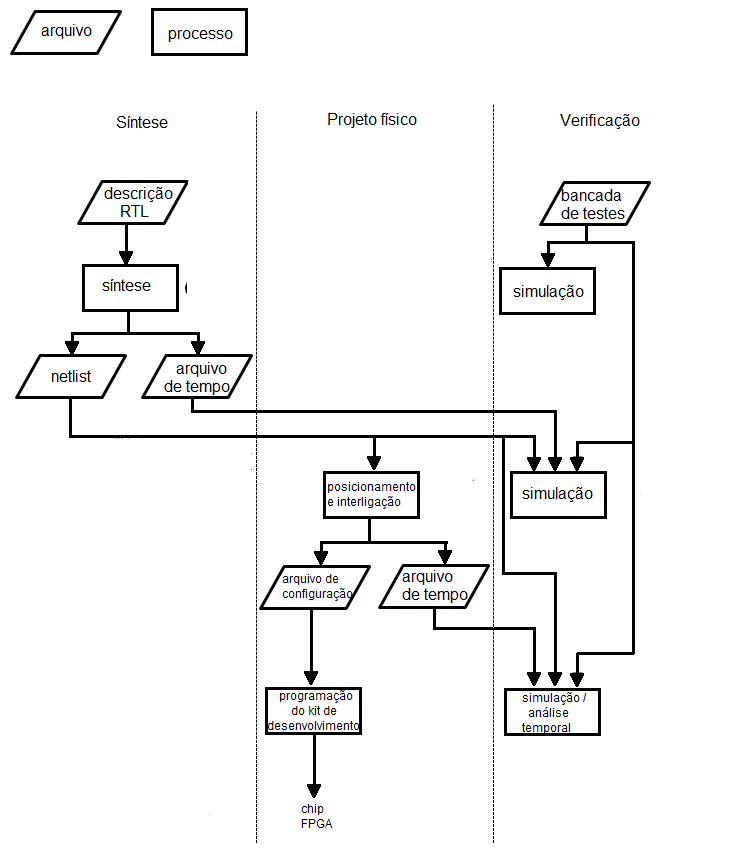 arquivo
processo
Síntese
Projeto físico
Verificação
descrição
RTL
bancada
de testes
síntese
simulação
netlist
arquivo
de tempo
posicionamento
e interligação
simulação
arquivo de
configuração
arquivo
de tempo
programação
do kit de
desenvolvimento
simulação /
análise
temporal
chip
FPGA